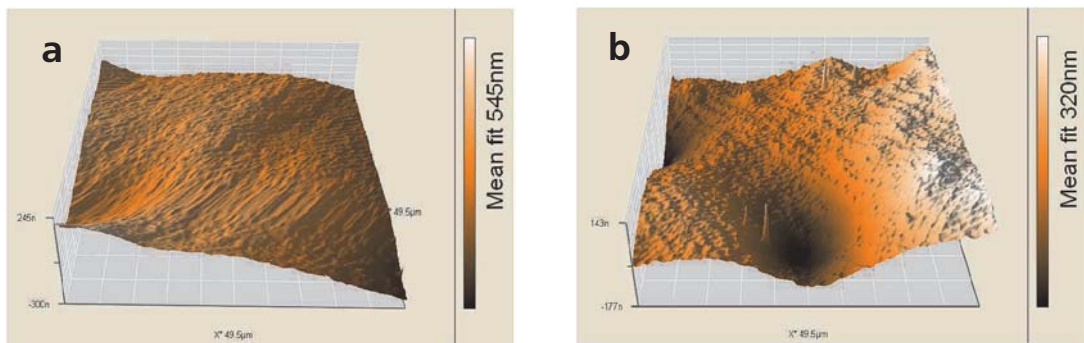 a
Mean fit 545nm
245n
49.5µm
-300n
X* 49.5µm
b
Mean fit 320nm
143n
-177n
X* 49.5µm